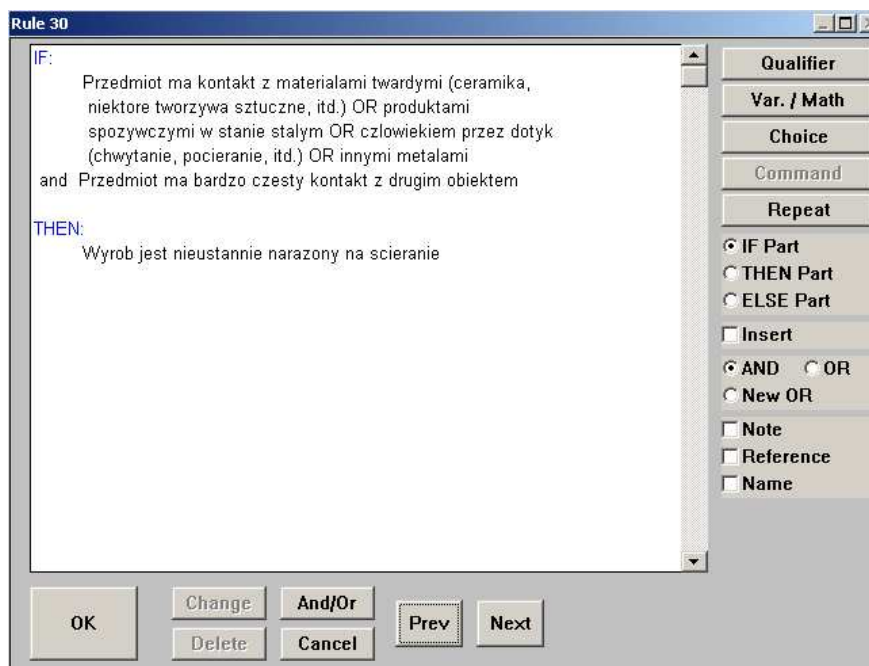 Rule 30
IF:
Przedmiot ma kontakt z materialami twardymi (ceramika,
niektore tworzywa sztuczne, itd.) OR produktami
spozywczymi w stanie stalym OR czlowiekiem przez dotyk
(chwytanie, pocieranie, itd.) OR innymi metalami
and Przedmiot ma bardzo czesty kontakt z drugim obiektem
THEN:
Wyrob jest nieustannie narazony na scieranie
Qualifier
Var. / Math
Choice
Command
Repeat
IF Part
THEN Part
ELSE Part
Insert
AND OR
New OR
Note
Reference
Name
OK
Change And/Or
Prev Next
Delete Cancel